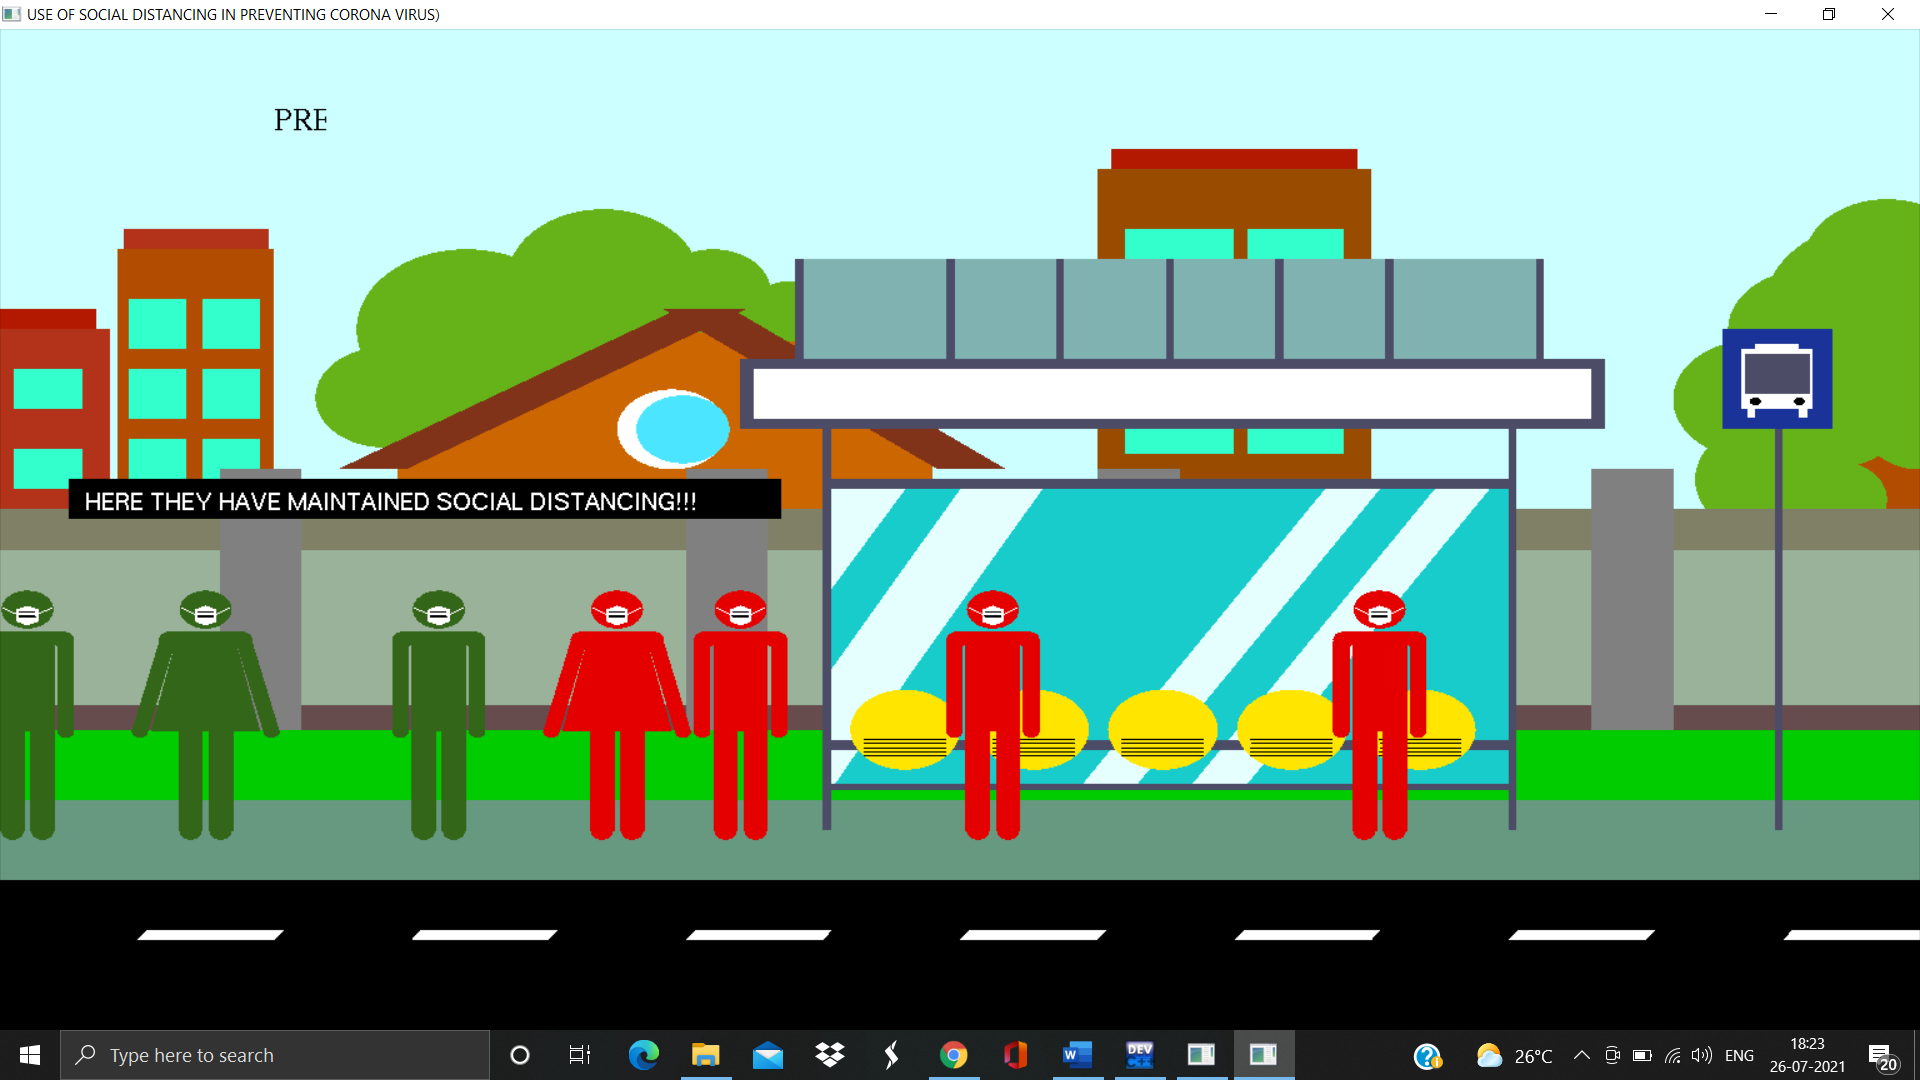 USE OF SOCIAL DISTANCING IN PREVENTING CORONA VIRUS)
PRE
HERE THEY HAVE MAINTAINED SOCIAL DISTANCING!!!
Type here to search
W
DEV
C++
26°C
ENG
18:23
26-07-2021
20